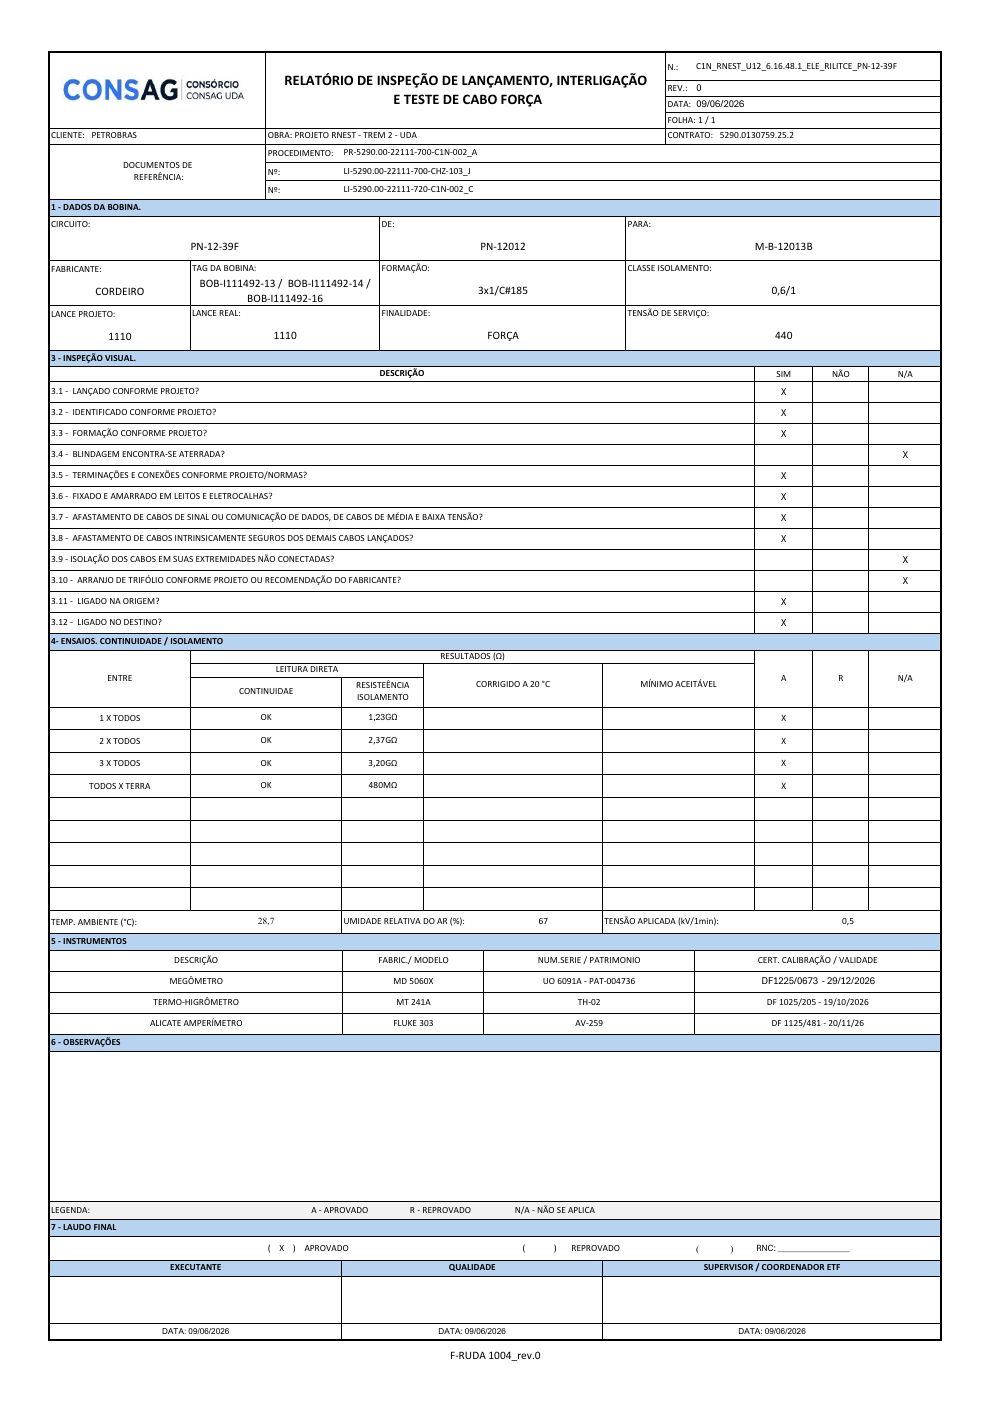 CONSAG CONSÓRCIO CONSAG UDA
RELATÓRIO DE INSPEÇÃO DE LANÇAMENTO, INTERLIGAÇÃO
E TESTE DE CABO FORÇA
N.: C1N_RNEST_U12_6.16.48.1_ELE_RILITCE_PN-12-39F
REV.: 0
DATA: 09/06/2026
FOLHA: 1 / 1
CLIENTE: PETROBRAS OBRA: PROJETO RNEST - TREM 2 - UDA CONTRATO: 5290.0130759.25.2
DOCUMENTOS DE
REFERÊNCIA:
PROCEDIMENTO: PR-5290.00-22111-700-C1N-002_A
Nº: LI-5290.00-22111-700-CHZ-103_J
Nº: LI-5290.00-22111-720-C1N-002_C
1 - DADOS DA BOBINA.
CIRCUITO: DE: PARA:
PN-12-39F PN-12012 M-B-12013B
FABRICANTE: TAG DA BOBINA: FORMAÇÃO: CLASSE ISOLAMENTO:
CORDEIRO BOB-I111492-13 / BOB-I111492-14 /
BOB-I111492-16 3x1/C#185 0,6/1
LANCE PROJETO: LANCE REAL: FINALIDADE: TENSÃO DE SERVIÇO:
1110 1110 FORÇA 440
3 - INSPEÇÃO VISUAL.
DESCRIÇÃO SIM NÃO N/A
3.1 - LANÇADO CONFORME PROJETO? X
3.2 - IDENTIFICADO CONFORME PROJETO? X
3.3 - FORMAÇÃO CONFORME PROJETO? X
3.4 - BLINDAGEM ENCONTRA-SE ATERRADA? X
3.5 - TERMINAÇÕES E CONEXÕES CONFORME PROJETO/NORMAS? X
3.6 - FIXADO E AMARRADO EM LEITOS E ELETROCALHAS? X
3.7 - AFASTAMENTO DE CABOS DE SINAL OU COMUNICAÇÃO DE DADOS, DE CABOS DE MÉDIA E BAIXA TENSÃO? X
3.8 - AFASTAMENTO DE CABOS INTRINSICAMENTE SEGUROS DOS DEMAIS CABOS LANÇADOS? X
3.9 - ISOLAÇÃO DOS CABOS EM SUAS EXTREMIDADES NÃO CONECTADAS? X
3.10 - ARRANJO DE TRIFÓLIO CONFORME PROJETO OU RECOMENDAÇÃO DO FABRICANTE? X
3.11 - LIGADO NA ORIGEM? X
3.12 - LIGADO NO DESTINO? X
4- ENSAIOS. CONTINUIDADE / ISOLAMENTO
RESULTADOS (Ω)
LEITURA DIRETA
ENTRE CONTINUIDAE RESISTEÊNCIA
ISOLAMENTO CORRIGIDO A 20 °C MÍNIMO ACEITÁVEL A R N/A
1 X TODOS OK 1,23GΩ X
2 X TODOS OK 2,37GΩ X
3 X TODOS OK 3,20GΩ X
TODOS X TERRA OK 480MΩ X
TEMP. AMBIENTE (°C): 28,7 UMIDADE RELATIVA DO AR (%): 67 TENSÃO APLICADA (kV/1min): 0,5
5 - INSTRUMENTOS
DESCRIÇÃO FABRIC./ MODELO NUM.SERIE / PATRIMONIO CERT. CALIBRAÇÃO / VALIDADE
MEGÔMETRO MD 5060X UO 6091A - PAT-004736 DF1225/0673 - 29/12/2026
TERMO-HIGRÔMETRO MT 241A TH-02 DF 1025/205 - 19/10/2026
ALICATE AMPERÍMETRO FLUKE 303 AV-259 DF 1125/481 - 20/11/26
6 - OBSERVAÇÕES
LEGENDA: A - APROVADO R - REPROVADO N/A - NÃO SE APLICA
7 - LAUDO FINAL
( X ) APROVADO ( ) REPROVADO ( ) RNC: _______________
EXECUTANTE QUALIDADE SUPERVISOR / COORDENADOR ETF
DATA: 09/06/2026 DATA: 09/06/2026 DATA: 09/06/2026
F-RUDA 1004_rev.0